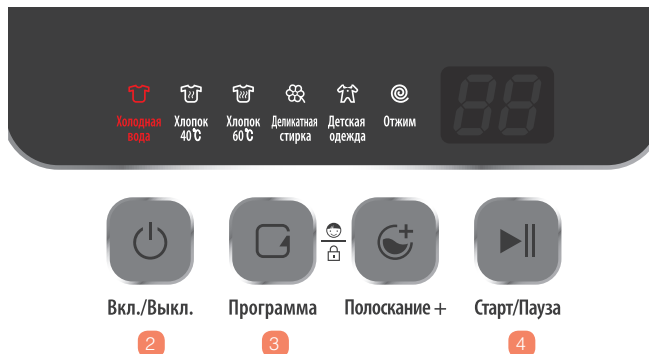 88
Холодная вода
Хлопок 40℃
Хлопок 60℃
Деликатная стирка
Детская одежда
Отжим
Вкл./Выкл.
Программа
Полоскание +
Старт/Пауза
2
3
4